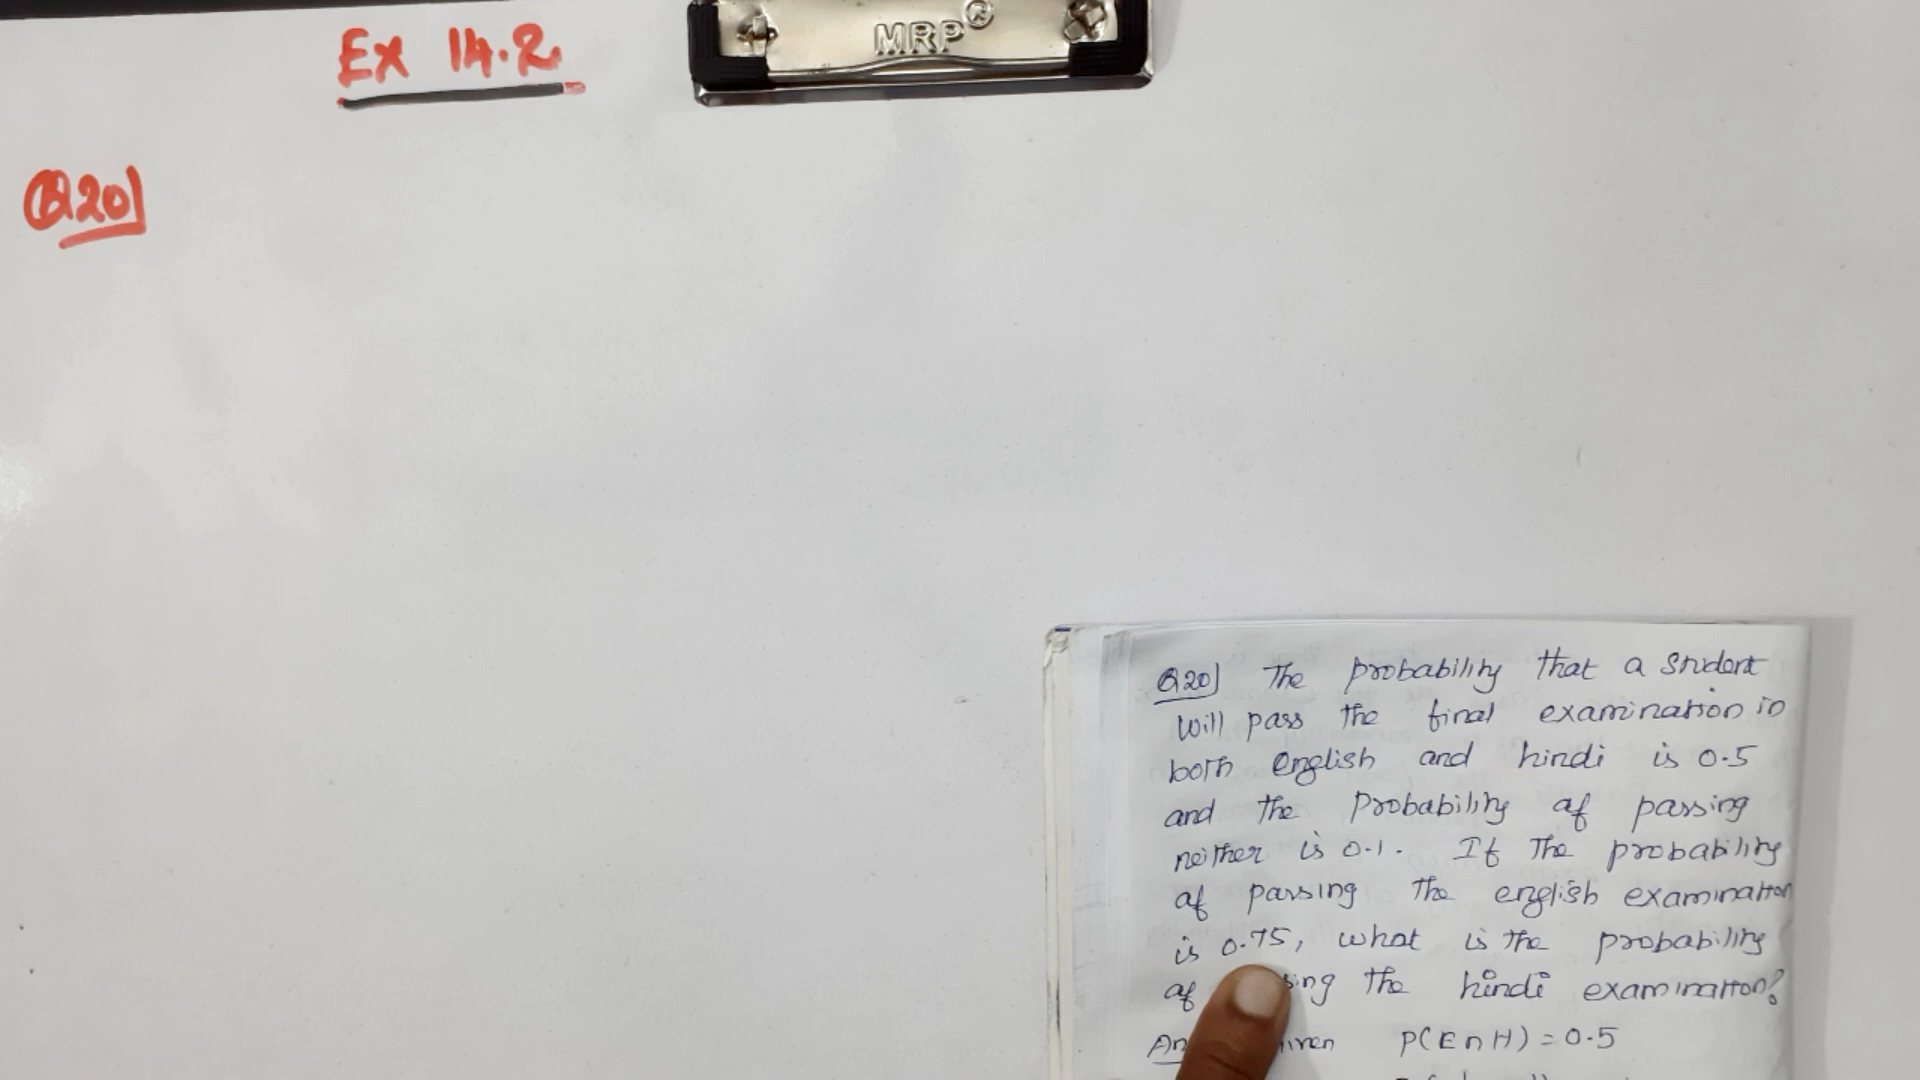 Ex 14.2
MRP®
Q20]
Q20] The probability that a student
will pass the final examination in
both english and hindi is 0.5
and the probability of passing
neither is 0.1. If the probability
of passing the english examination
is 0.75, what is the probability
of the hindi examination?
P(E∩H) = 0.5